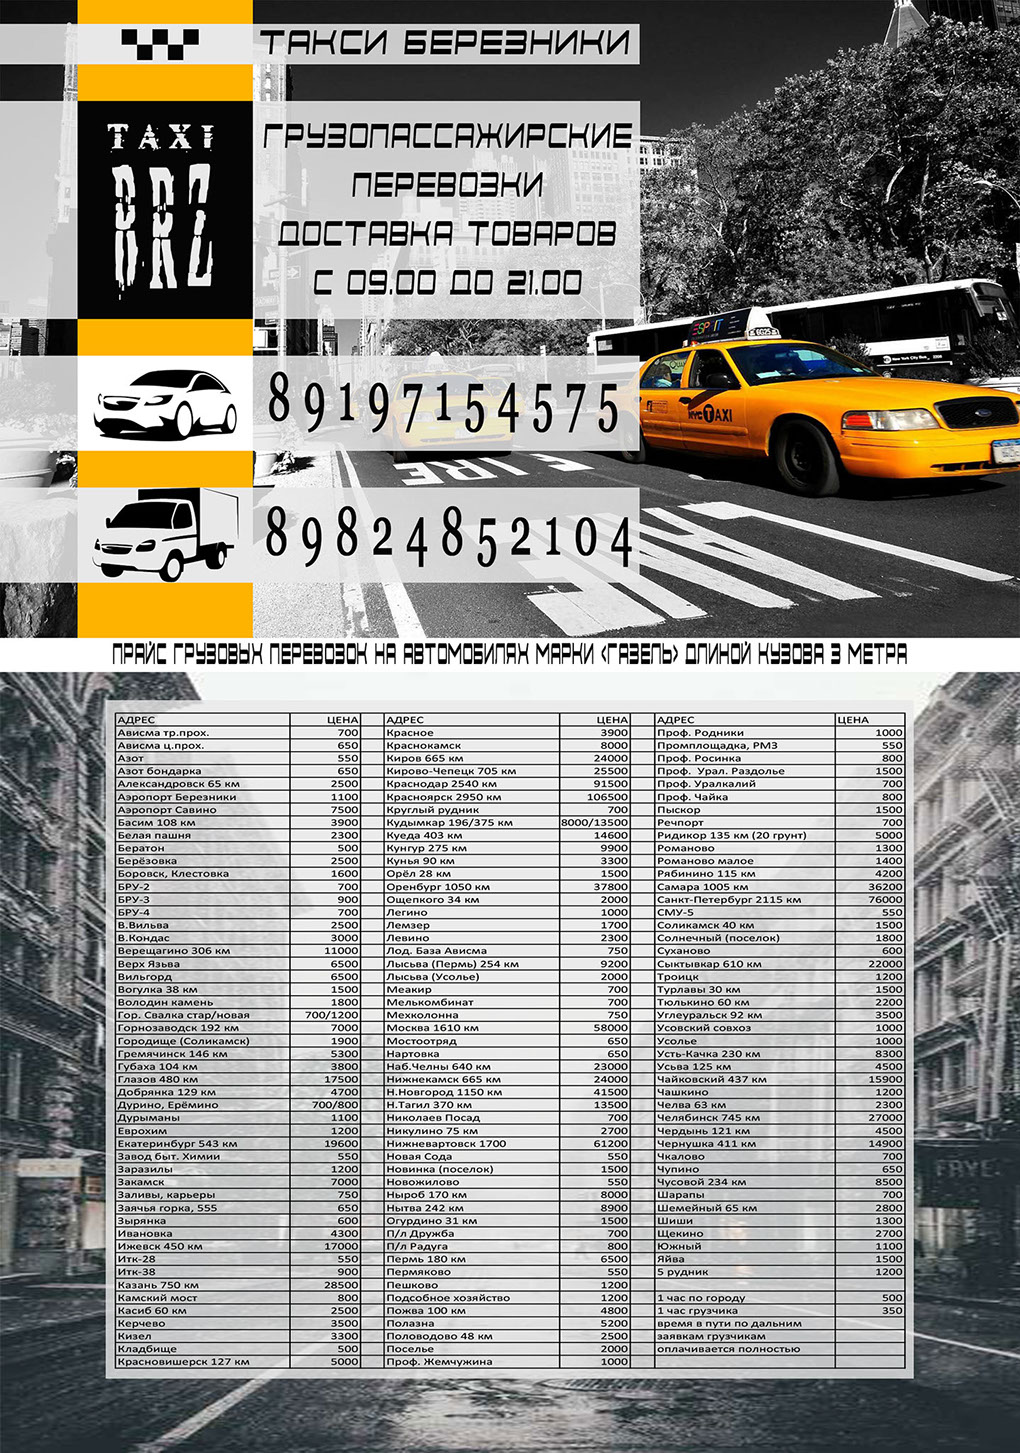 ТАКСИ БЕРЕЗНИКИ
TAXI
BRZ
ГРУЗОПАССАЖИРСКИЕ
ПЕРЕВОЗКИ
ДОСТАВКА ТОВАРОВ
С 09.00 ДО 21.00
89197154575
89824852104
ESPRIT
6C25
NYC TAXI
New York City Bus
FIRE
LANE
ПРАЙС ГРУЗОВЫХ ПЕРЕВОЗОК НА АВТОМОБИЛЯХ МАРКИ <ГАЗЕЛЬ> ДЛИНОЙ КУЗОВА 3 МЕТРА
АДРЕС ЦЕНА АДРЕС ЦЕНА АДРЕС ЦЕНА
Ависма тр.прох. 700 Красное 3900 Проф. Родники 1000
Ависма ц.прох. 650 Краснокамск 8000 Промплощадка, РМЗ 550
Азот 550 Киров 665 км 24000 Проф. Росинка 800
Азот бондарка 650 Кирово-Чепецк 705 км 25500 Проф. Урал. Раздолье 1500
Александровск 65 км 2500 Краснодар 2540 км 91500 Проф. Уралкалий 700
Аэропорт Березники 1100 Красноярск 2950 км 106500 Проф. Чайка 800
Аэропорт Савино 7500 Круглый рудник 700 Пыскор 1500
Басим 108 км 3900 Кудымкар 196/375 км 8000/13500 Речпорт 700
Белая пашня 2300 Куеда 403 км 14600 Ридикор 135 км (20 грунт) 5000
Бератон 500 Кунгур 275 км 9900 Романово 1300
Берёзовка 2500 Кунья 90 км 3300 Романово малое 1400
Боровск, Клестовка 1600 Орёл 28 км 1500 Рябинино 115 км 4200
БРУ-2 700 Оренбург 1050 км 37800 Самара 1005 км 36200
БРУ-3 900 Ощепкого 34 км 2000 Санкт-Петербург 2115 км 76000
БРУ-4 700 Легино 1000 СМУ-5 550
В.Вильва 2500 Лемзер 1700 Соликамск 40 км 1500
В.Кондас 3000 Левино 2300 Солнечный (поселок) 1800
Верещагино 306 км 11000 Лод. База Ависма 750 Суханово 600
Верх Язьва 6500 Лысьва (Пермь) 254 км 9200 Сыктывкар 610 км 22000
Вильгорд 6500 Лысьва (Усолье) 2000 Троицк 1200
Вогулка 38 км 1500 Меакир 700 Турлавы 30 км 1500
Володин камень 1800 Мелькомбинат 700 Тюлькино 60 км 2200
Гор. Свалка стар/новая 700/1200 Мехколонна 750 Углеуральск 92 км 3500
Горнозаводск 192 км 7000 Москва 1610 км 58000 Усовский совхоз 1000
Городище (Соликамск) 1900 Мостоотряд 650 Усолье 1000
Гремячинск 146 км 5300 Нартовка 650 Усть-Качка 230 км 8300
Губаха 104 км 3800 Наб.Челны 640 км 23000 Усьва 125 км 4500
Глазов 480 км 17500 Нижнекамск 665 км 24000 Чайковский 437 км 15900
Добрянка 129 км 4700 Н.Новгород 1150 км 41500 Чашкино 1200
Дурино, Ерёмино 700/800 Н.Тагил 370 км 13500 Челва 63 км 2300
Дурыманы 1100 Николаев Посад 700 Челябинск 745 км 27000
Еврохим 1200 Никулино 75 км 2700 Чердынь 121 км 4500
Екатеринбург 543 км 19600 Нижневартовск 1700 61200 Чернушка 411 км 14900
Завод быт. Химии 550 Новая Сода 550 Чкалово 700
Заразилы 1200 Новинка (поселок) 1500 Чупино 650
Закамск 7000 Новожилово 550 Чусовой 234 км 8500
Заливы, карьеры 750 Ныроб 170 км 8000 Шарапы 700
Заячья горка, 555 650 Нытва 242 км 8900 Шемейный 65 км 2800
Зырянка 600 Огурдино 31 км 1500 Шиши 1300
Ивановка 4300 П/л Дружба 700 Щекино 2700
Ижевск 450 км 17000 П/л Радуга 800 Южный 1100
Итк-28 550 Пермь 180 км 6500 Яйва 1500
Итк-38 900 Пермяково 550 5 рудник 1200
Казань 750 км 28500 Пешково 1200
Камский мост 800 Подсобное хозяйство 1200 1 час по городу 500
Касиб 60 км 2500 Пожва 100 км 4800 1 час грузчика 350
Керчево 3500 Полазна 5200 время в пути по дальним
Кизел 3300 Половодово 48 км 2500 заявкам грузчикам
Кладбище 500 Поселье 2000 оплачивается полностью
Красновишерск 127 км 5000 Проф. Жемчужина 1000
FRYE